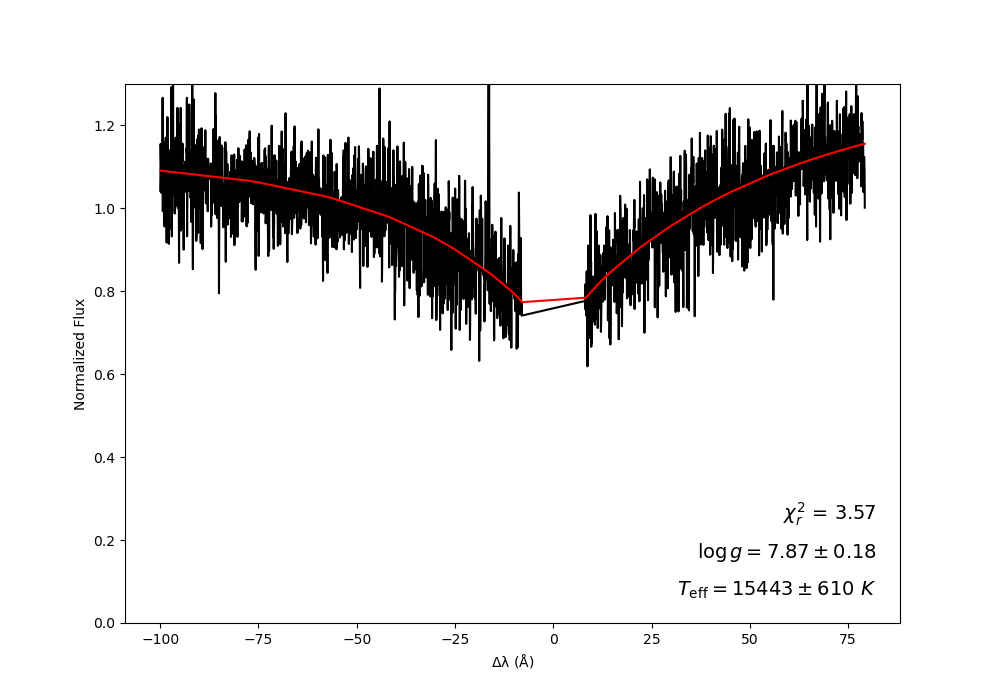 Normalized Flux
1.2
1.0
0.8
0.6
0.4
0.2
0.0
χ²ᵣ = 3.57
log g = 7.87 ± 0.18
T_eff = 15443 ± 610 K
−100 −75 −50 −25 0 25 50 75
Δλ (Å)